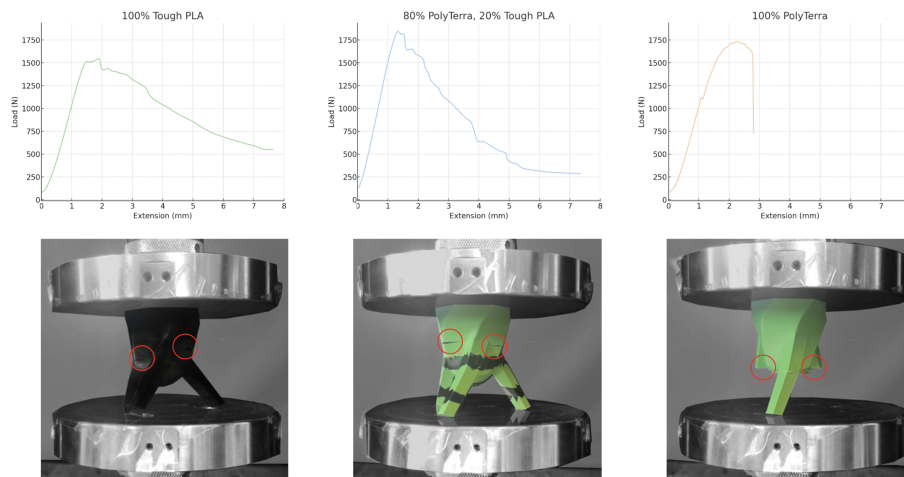 100% Tough PLA
80% PolyTerra, 20% Tough PLA
100% PolyTerra
Load (N)
1750
1500
1250
1000
750
500
250
0
0 1 2 3 4 5 6 7 8
Extension (mm)
Load (N)
1750
1500
1250
1000
750
500
250
0
0 1 2 3 4 5 6 7 8
Extension (mm)
Load (N)
1750
1500
1250
1000
750
500
250
0
0 1 2 3 4 5 6 7
Extension (mm)